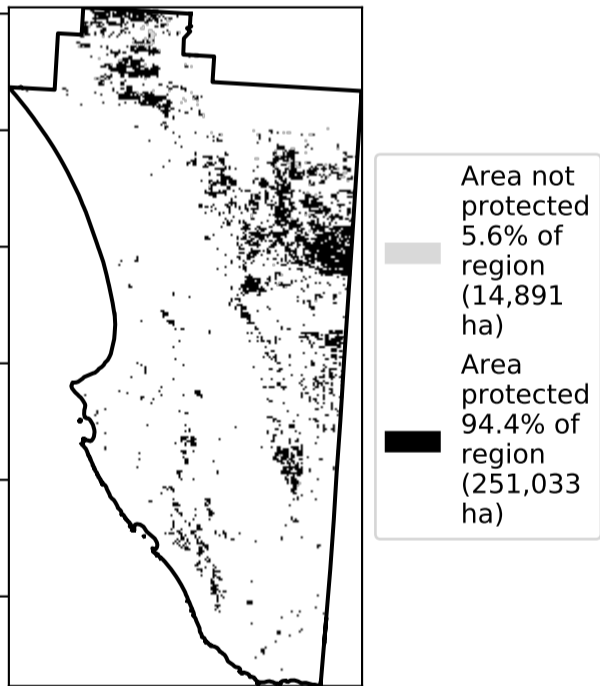 Area not
protected
5.6% of
region
(14,891
ha)
Area
protected
94.4% of
region
(251,033
ha)